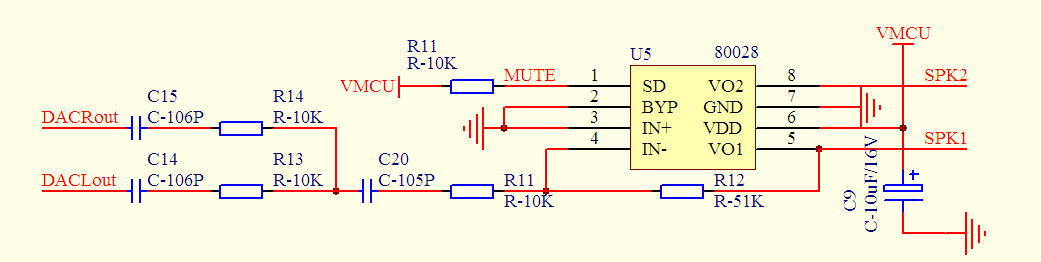 VMCU
R11
R-10K
MUTE
VMCU
U5
80028
1
2
3
4
SD
BYP
IN+
IN-
VO2
GND
VDD
VO1
8
7
6
5
SPK2
SPK1
C15
C-106P
R14
R-10K
DACRout
C14
C-106P
R13
R-10K
DACLout
C20
C-105P
R11
R-10K
R12
R-51K
C9
C-10uF/16V
+